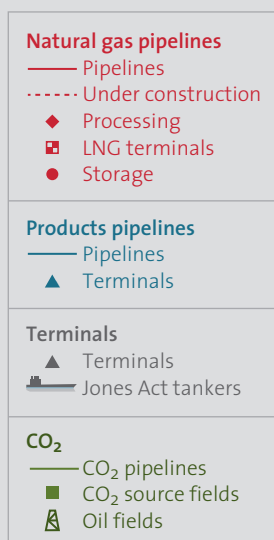 Natural gas pipelines
Pipelines
Under construction
Processing
LNG terminals
Storage
Products pipelines
Pipelines
Terminals
Terminals
Terminals
Jones Act tankers
CO₂
CO₂ pipelines
CO₂ source fields
Oil fields